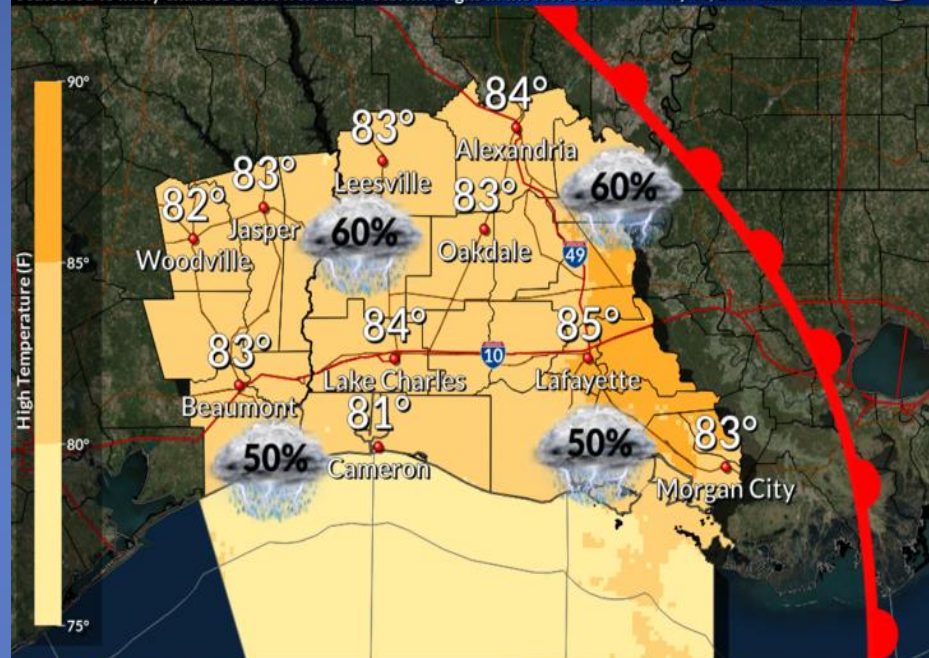 90°
85°
80°
75°
High Temperature (F)
84°
Alexandria
83°
Leesville
60%
83°
Jasper
82°
Woodville
83°
Oakdale
60%
49
84°
Lake Charles
10
85°
Lafayette
83°
Beaumont
81°
Cameron
50%
50%
83°
Morgan City